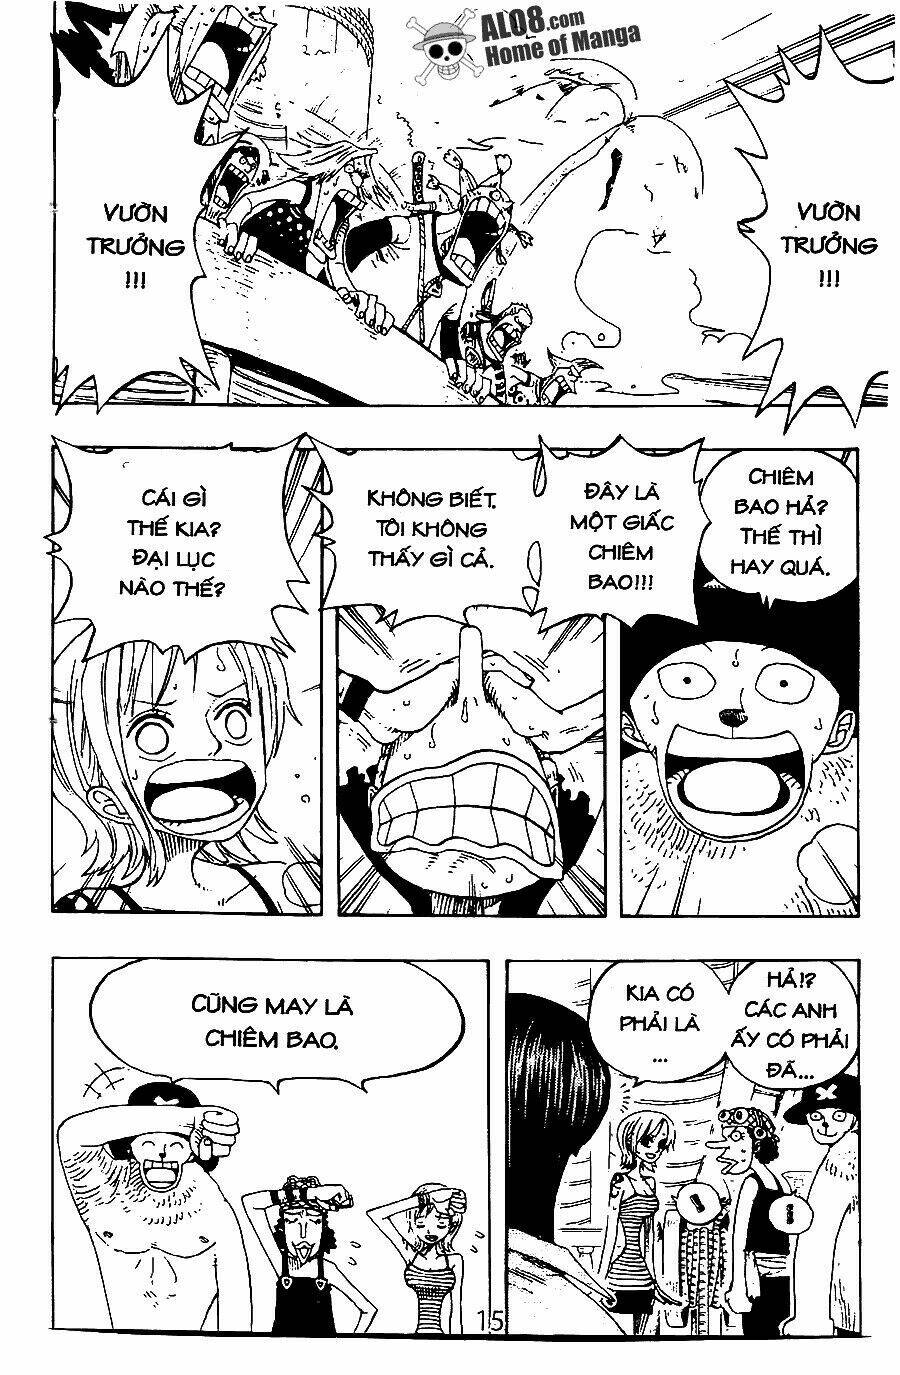 AL08.com
Home of Manga
VƯỜN
TRƯỞNG
!!!
VƯỜN
TRƯỞNG
!!!
CÁI GÌ
THẾ KIA?
ĐẠI LỤC
NÀO THẾ?
KHÔNG BIẾT.
TÔI KHÔNG
THẤY GÌ CẢ.
ĐÂY LÀ
MỘT GIẤC
CHIÊM
BAO!!!
CHIÊM
BAO HẢ?
THẾ THÌ
HAY QUÁ.
CŨNG MAY LÀ
CHIÊM BAO.
KIA CÓ
PHẢI LÀ
...
HẢ!?
CÁC ANH
ẤY CÓ PHẢI
ĐÃ...
15